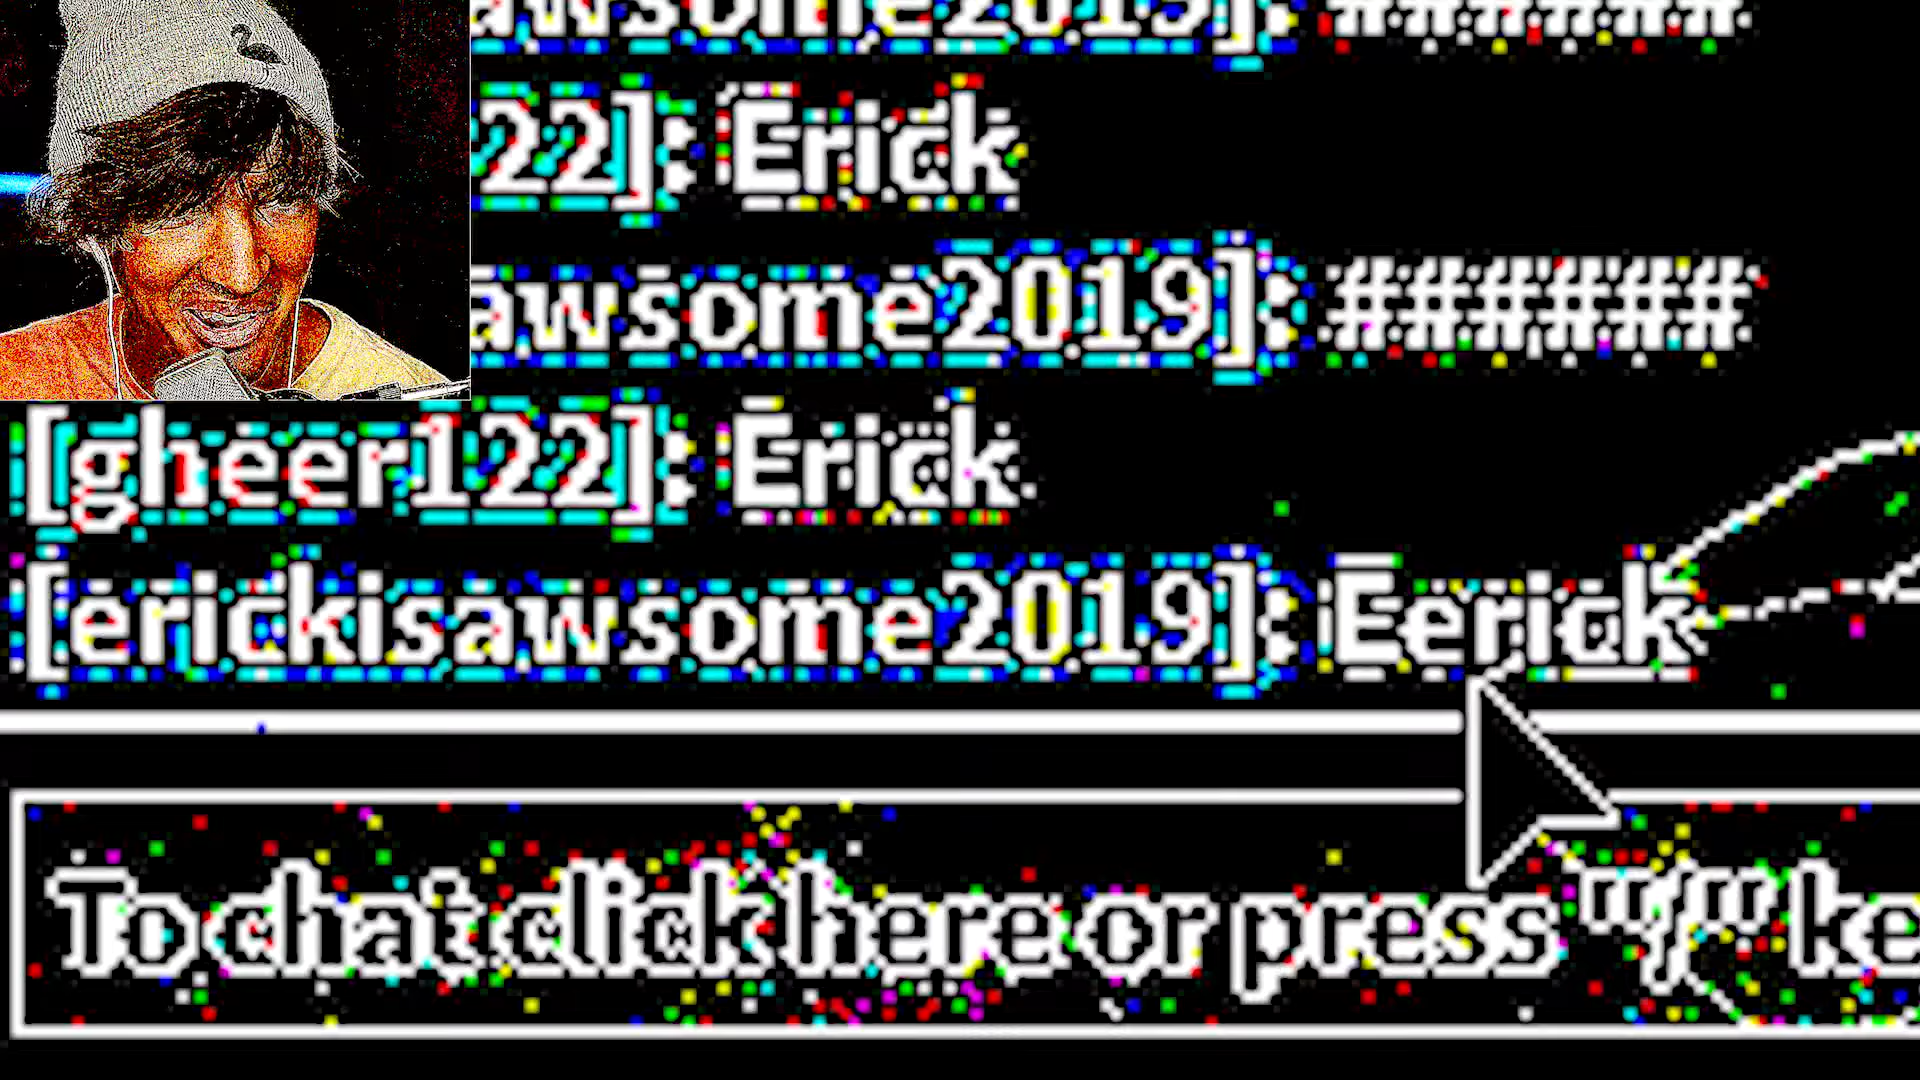 awsome2019]: ######
22]: Erick
awsome2019]: ######
[gheer122]: Erick
[erickisawsome2019]: Eerick
To chat click here or press "/" ke